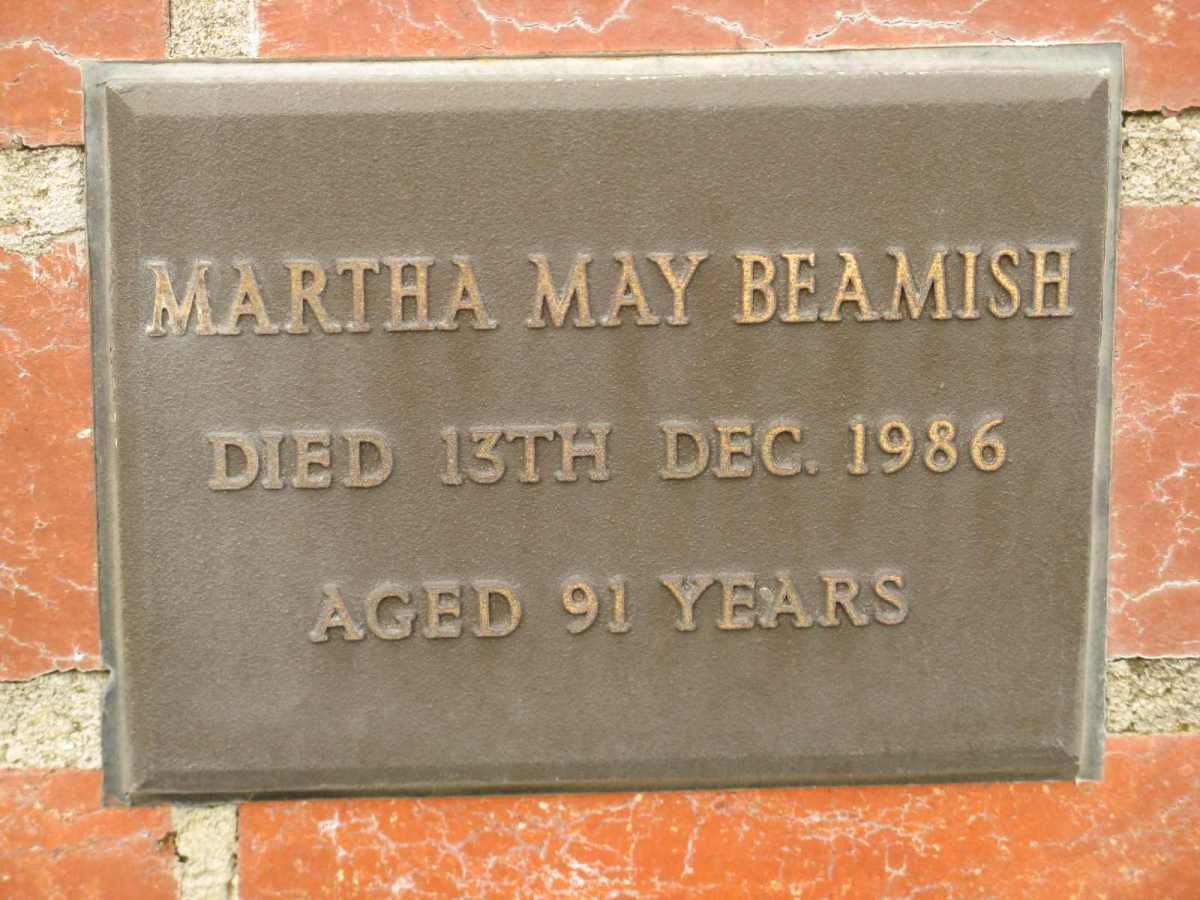 MARTHA MAY BEAMISH
DIED 13TH DEC. 1986
AGED 91 YEARS